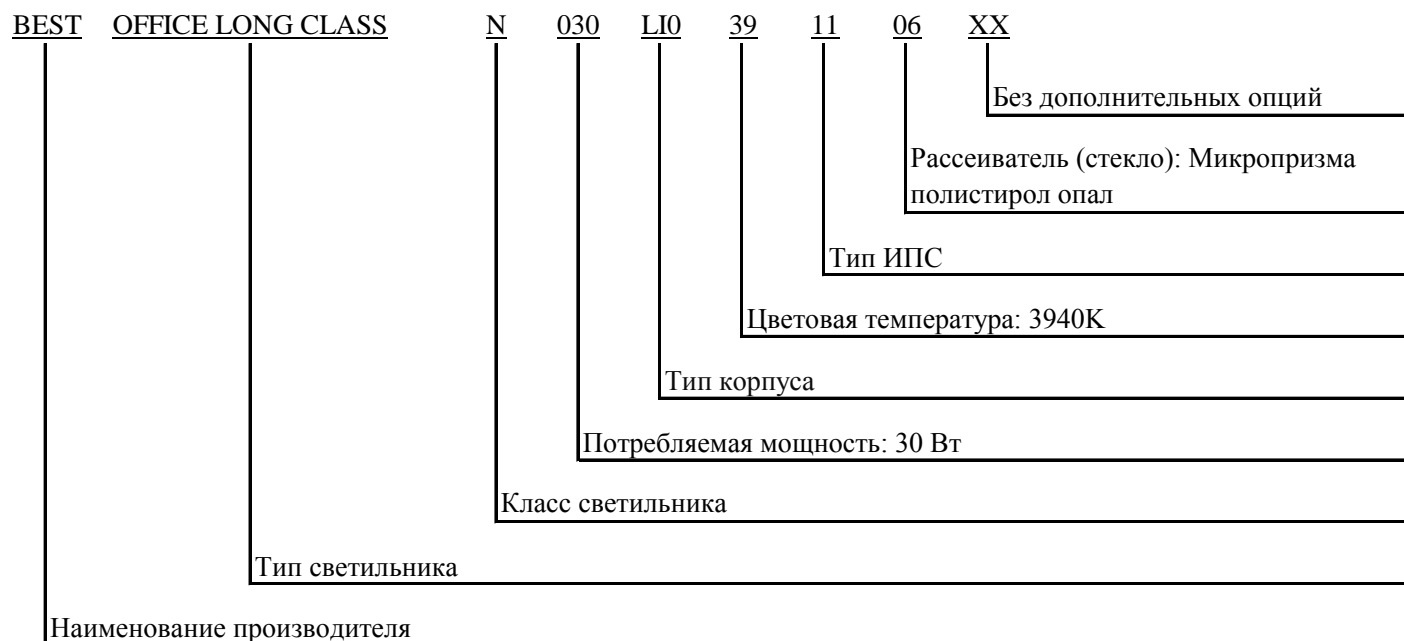 BEST OFFICE LONG CLASS N 030 LI0 39 11 06 XX
Без дополнительных опций
Рассеиватель (стекло): Микропризма
полистирол опал
Тип ИПС
Цветовая температура: 3940К
Тип корпуса
Потребляемая мощность: 30 Вт
Класс светильника
Тип светильника
Наименование производителя